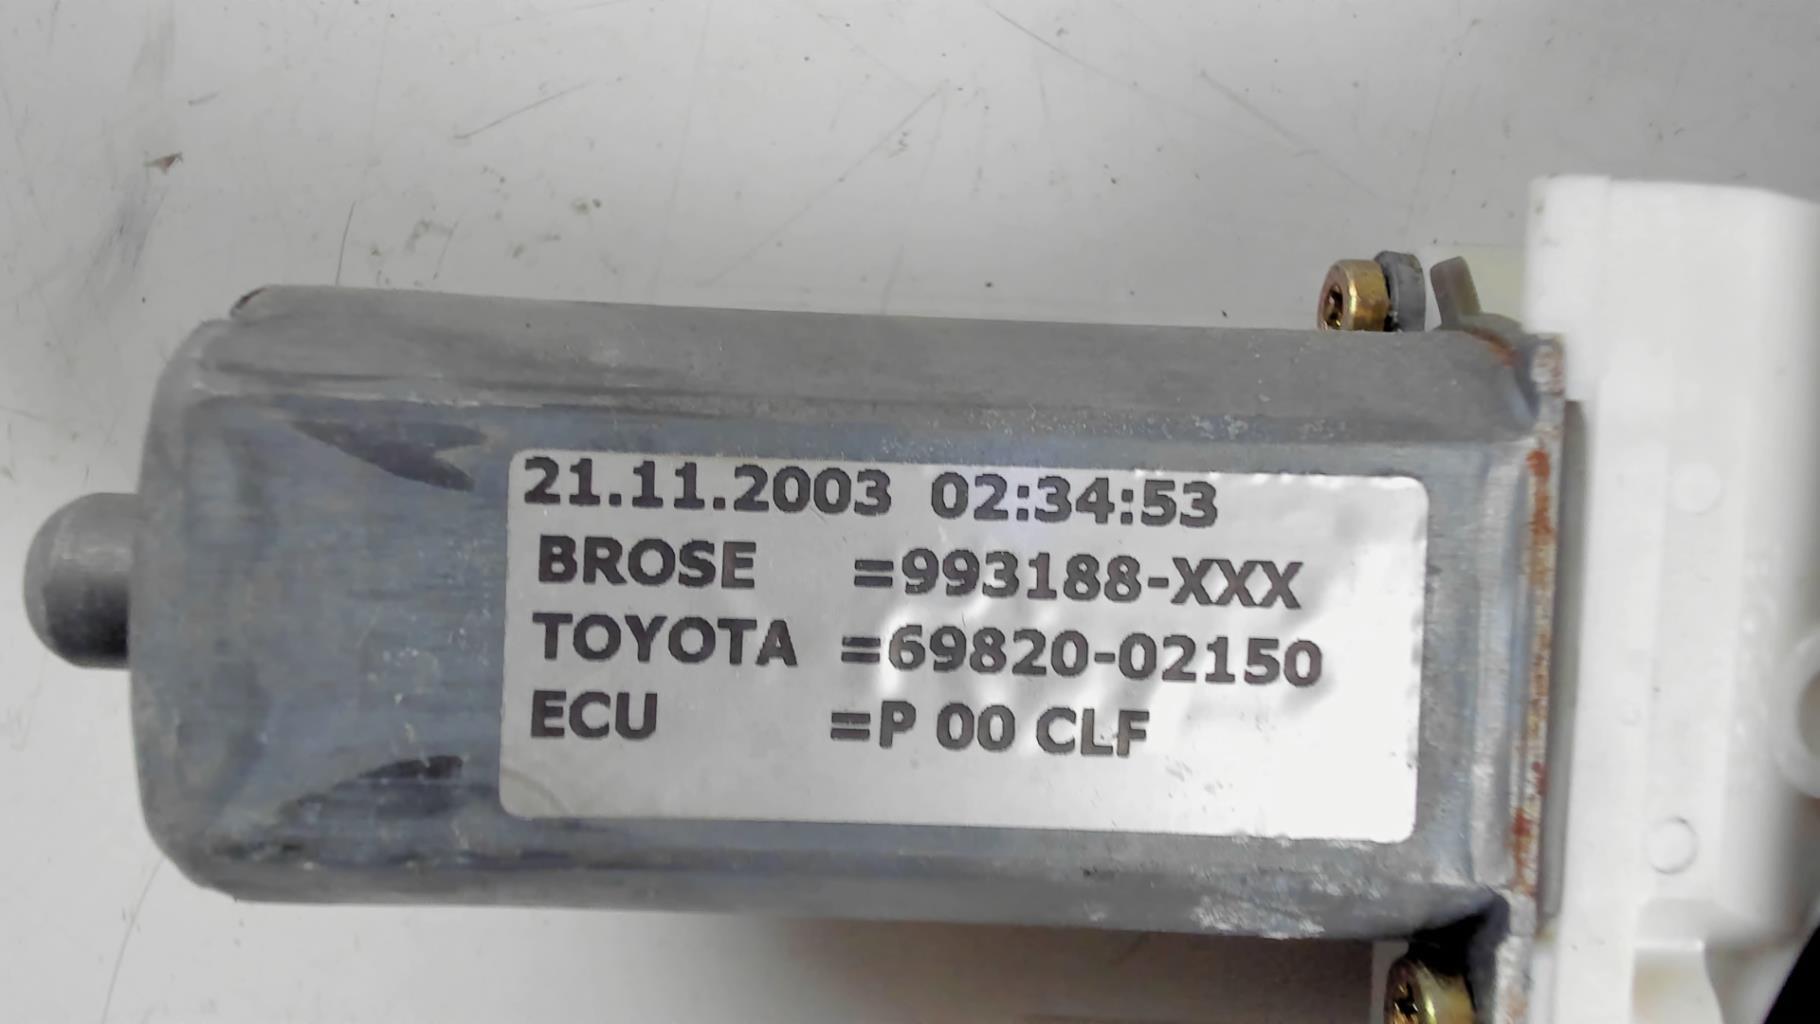 21.11.2003 02:34:53
BROSE =993188-XXX
TOYOTA =69820-02150
ECU =P 00 CLF